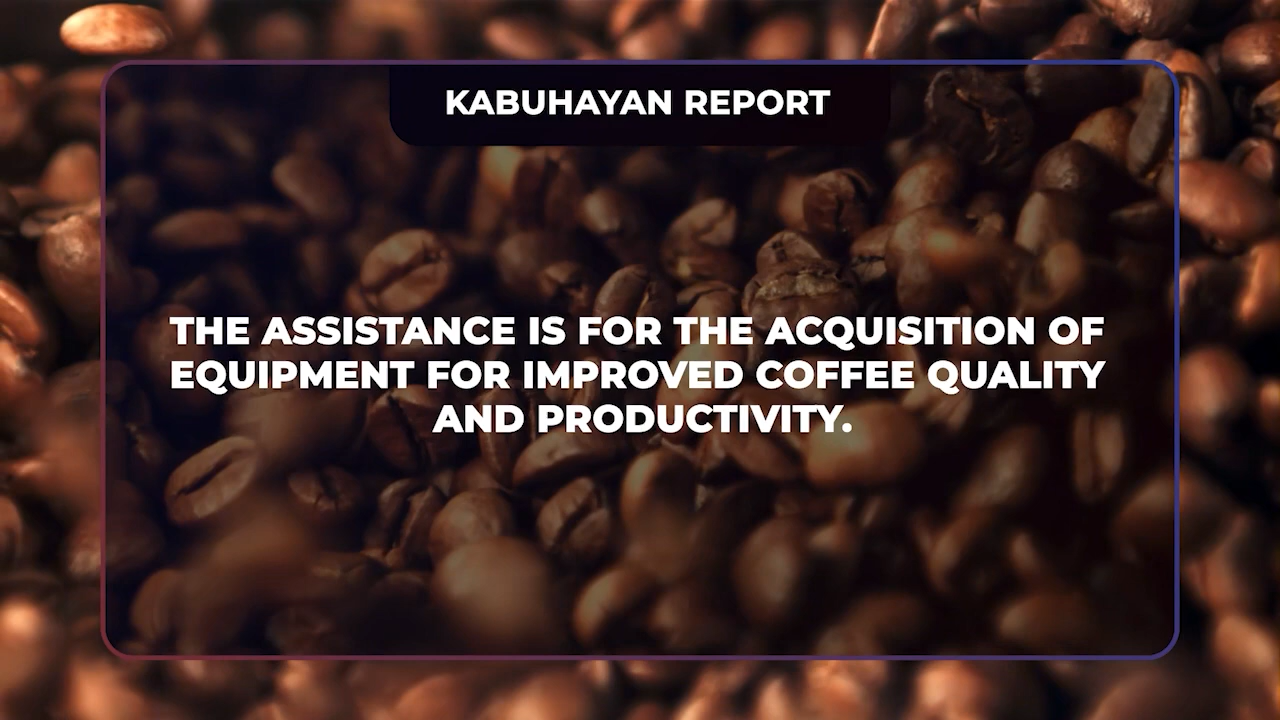 KABUHAYAN REPORT
THE ASSISTANCE IS FOR THE ACQUISITION OF
EQUIPMENT FOR IMPROVED COFFEE QUALITY
AND PRODUCTIVITY.